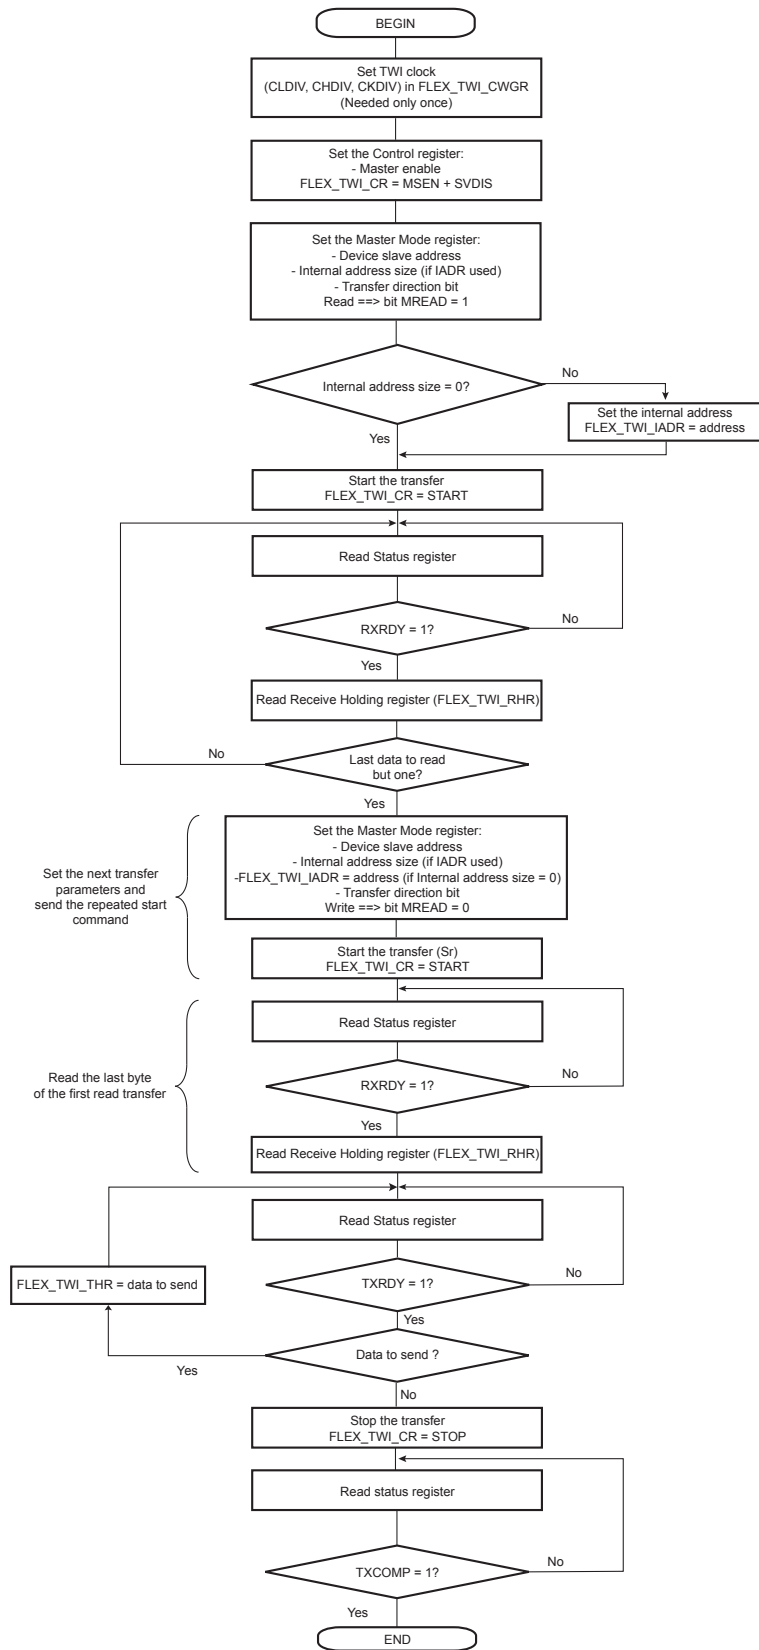 BEGIN
Set TWI clock
(CLDIV, CHDIV, CKDIV) in FLEX_TWI_CWGR
(Needed only once)
Set the Control register:
- Master enable
FLEX_TWI_CR = MSEN + SVDIS
Set the Master Mode register:
- Device slave address
- Internal address size (if IADR used)
- Transfer direction bit
Read ==> bit MREAD = 1
Internal address size = 0?
No
Set the internal address
FLEX_TWI_IADR = address
Yes
Start the transfer
FLEX_TWI_CR = START
Read Status register
RXRDY = 1?
No
Yes
Read Receive Holding register (FLEX_TWI_RHR)
Last data to read
but one?
No
Yes
Set the next transfer
parameters and
send the repeated start
command
Set the Master Mode register:
- Device slave address
- Internal address size (if IADR used)
-FLEX_TWI_IADR = address (if Internal address size = 0)
- Transfer direction bit
Write ==> bit MREAD = 0
Start the transfer (Sr)
FLEX_TWI_CR = START
Read the last byte
of the first read transfer
Read Status register
RXRDY = 1?
No
Yes
Read Receive Holding register (FLEX_TWI_RHR)
Read Status register
FLEX_TWI_THR = data to send
TXRDY = 1?
No
Yes
Data to send ?
Yes
No
Stop the transfer
FLEX_TWI_CR = STOP
Read status register
TXCOMP = 1?
No
Yes
END